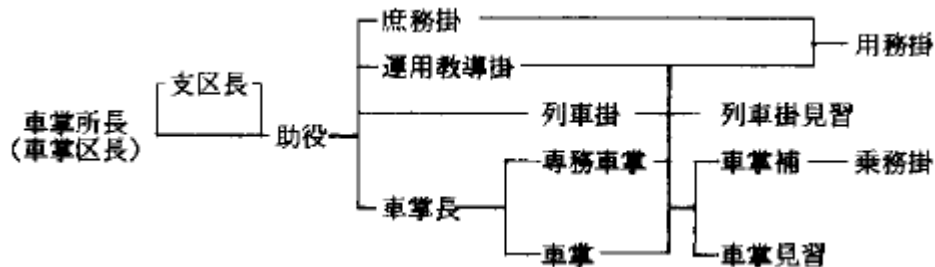 庶務掛
用務掛
運用教導掛
支区長
車掌所長
(車掌区長)
助役
列車掛
列車掛見習
専務車掌
車掌補
乗務掛
車掌長
車掌
車掌見習